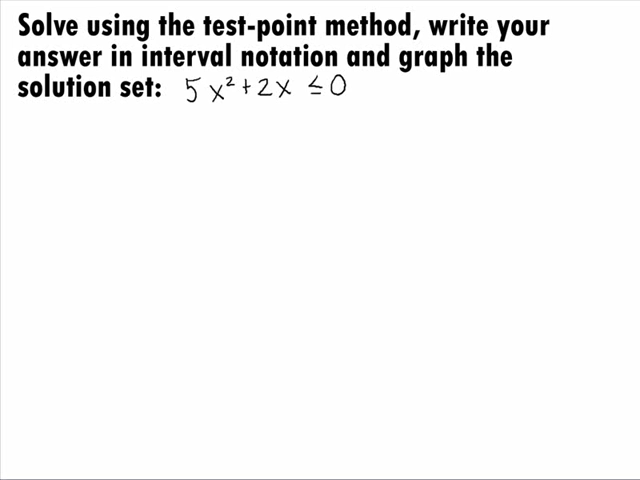 Solve using the test-point method, write your
answer in interval notation and graph the
solution set: 5x² + 2x ≤ 0